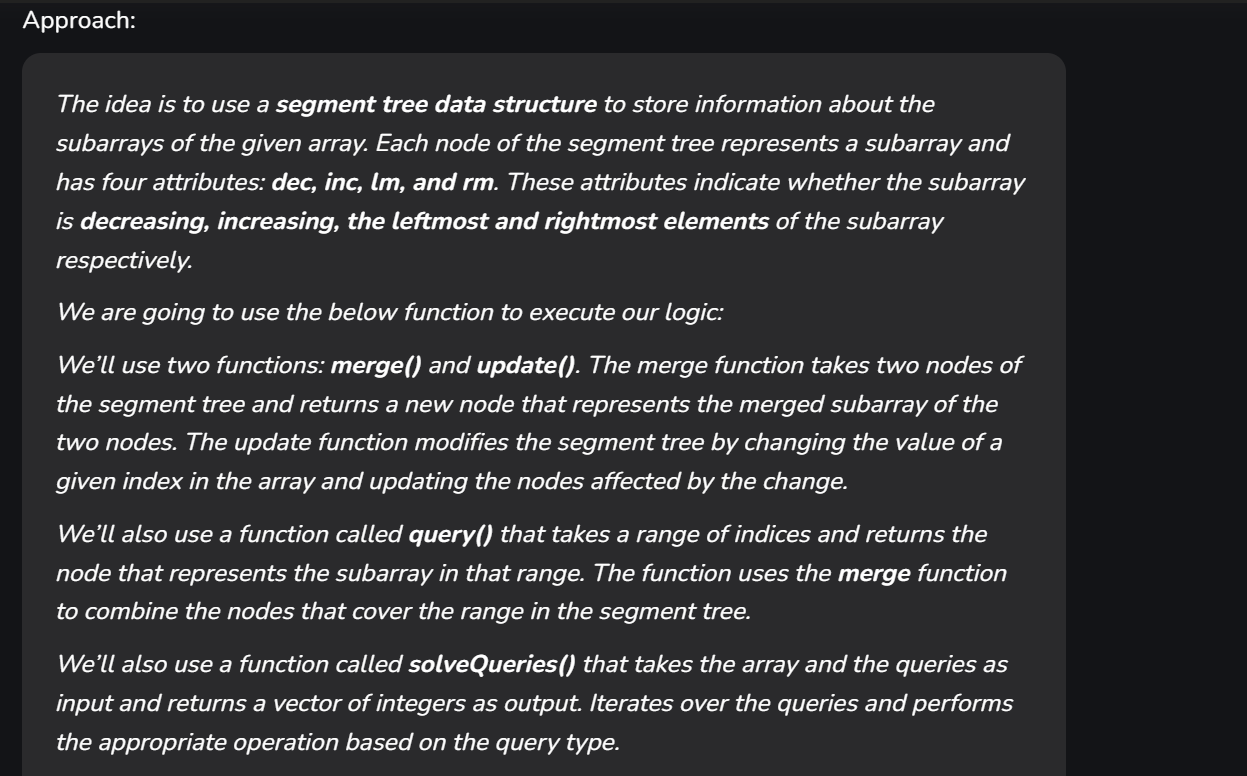 Approach:
The idea is to use a segment tree data structure to store information about the
subarrays of the given array. Each node of the segment tree represents a subarray and
has four attributes: dec, inc, lm, and rm. These attributes indicate whether the subarray
is decreasing, increasing, the leftmost and rightmost elements of the subarray
respectively.
We are going to use the below function to execute our logic:
We’ll use two functions: merge() and update(). The merge function takes two nodes of
the segment tree and returns a new node that represents the merged subarray of the
two nodes. The update function modifies the segment tree by changing the value of a
given index in the array and updating the nodes affected by the change.
We’ll also use a function called query() that takes a range of indices and returns the
node that represents the subarray in that range. The function uses the merge function
to combine the nodes that cover the range in the segment tree.
We’ll also use a function called solveQueries() that takes the array and the queries as
input and returns a vector of integers as output. Iterates over the queries and performs
the appropriate operation based on the query type.